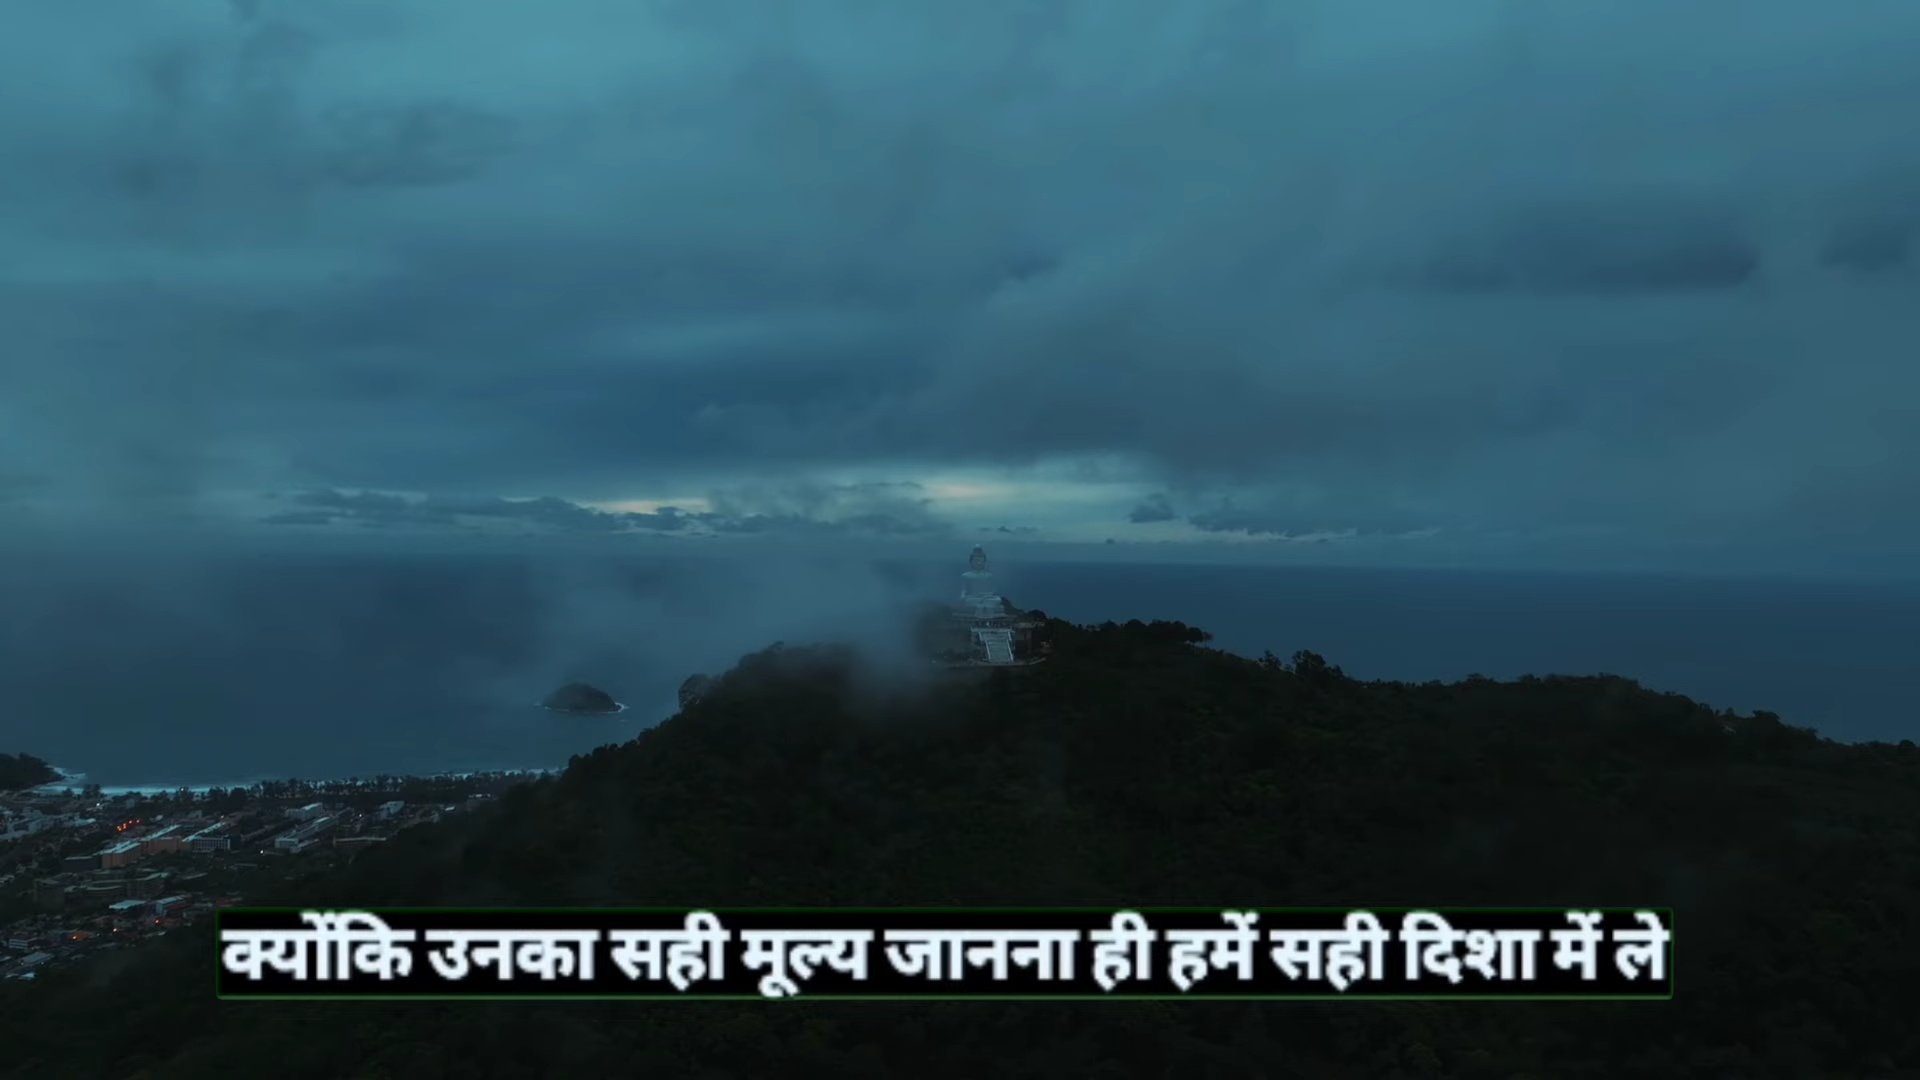 क्योंकि उनका सही मूल्य जानना ही हमें सही दिशा में ले